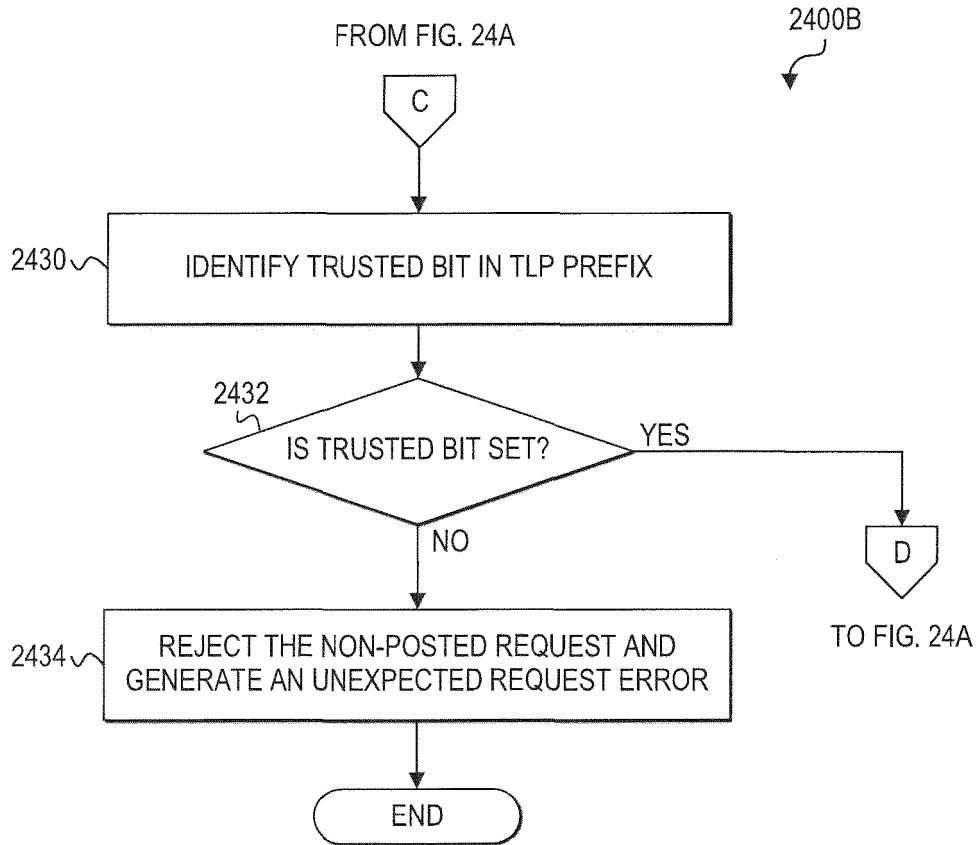 2400B
FROM FIG. 24A
C
2430
IDENTIFY TRUSTED BIT IN TLP PREFIX
2432
IS TRUSTED BIT SET?
YES
NO
D
TO FIG. 24A
2434
REJECT THE NON-POSTED REQUEST AND
GENERATE AN UNEXPECTED REQUEST ERROR
END